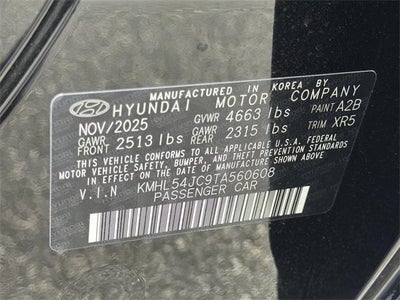 MANUFACTURED IN KOREA BY
HYUNDAI MOTOR COMPANY
NOV/2025 GVWR 4663 lbs PAINT A2B
GAWR FRONT 2513 lbs GAWR REAR 2315 lbs TRIM XR5
THIS VEHICLE CONFORMS TO ALL APPLICABLE U.S.A. FEDERAL
MOTOR VEHICLE SAFETY, BUMPER, AND THEFT PREVENTION
STANDARDS IN EFFECT ON THE DATE OF MANUFACTURE SHOWN ABOVE.
V.I.N KMHL54JC9TA560608
PASSENGER CAR